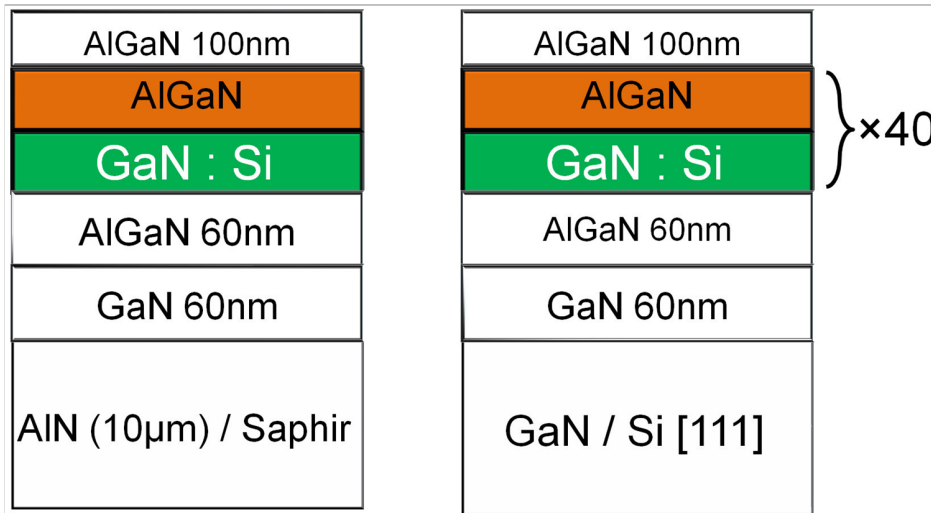 AlGaN 100nm
AlGaN
GaN : Si
AlGaN 60nm
GaN 60nm
AlN (10µm) / Saphir
AlGaN 100nm
AlGaN
GaN : Si
×40
AlGaN 60nm
GaN 60nm
GaN / Si [111]